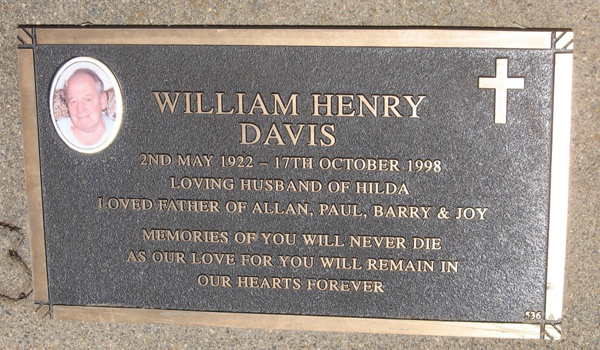 WILLIAM HENRY
DAVIS
2ND MAY 1922 – 17TH OCTOBER 1998
LOVING HUSBAND OF HILDA
LOVED FATHER OF ALLAN, PAUL, BARRY & JOY
MEMORIES OF YOU WILL NEVER DIE
AS OUR LOVE FOR YOU WILL REMAIN IN
OUR HEARTS FOREVER
536